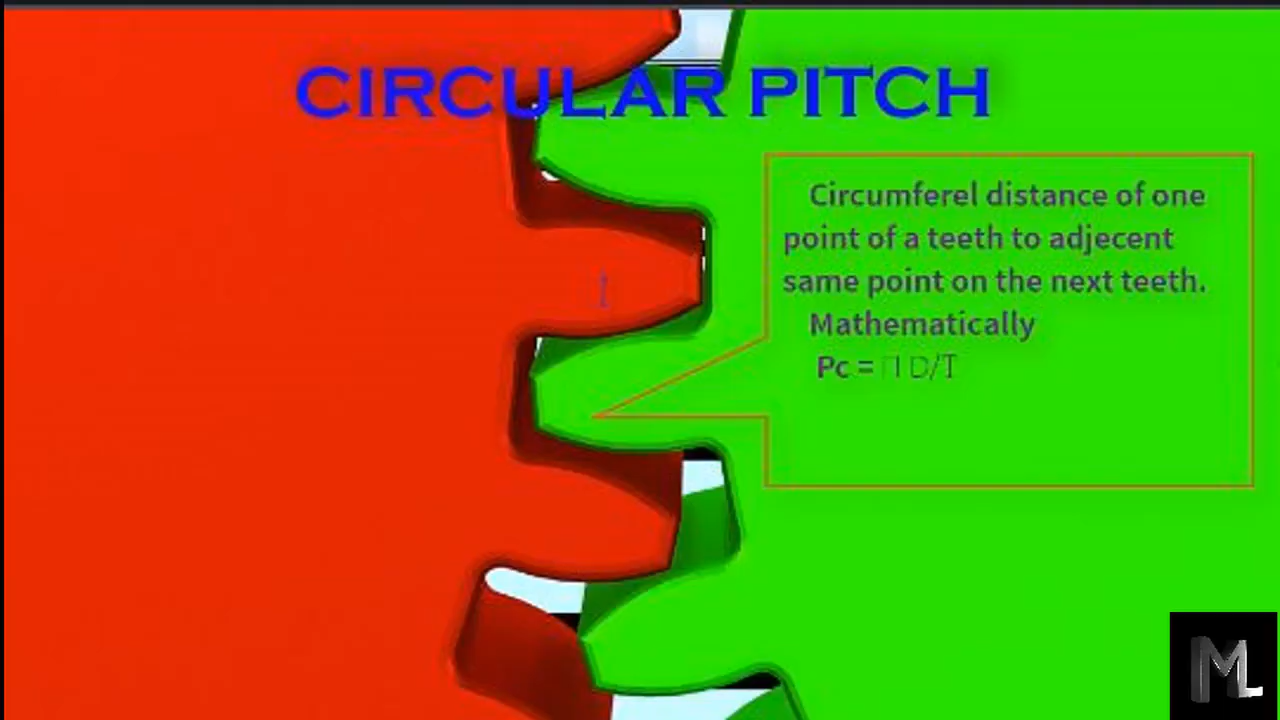 CIRCULAR PITCH
Circumferel distance of one
point of a teeth to adjecent
same point on the next teeth.
Mathematically
Pc = Π D/T
ML